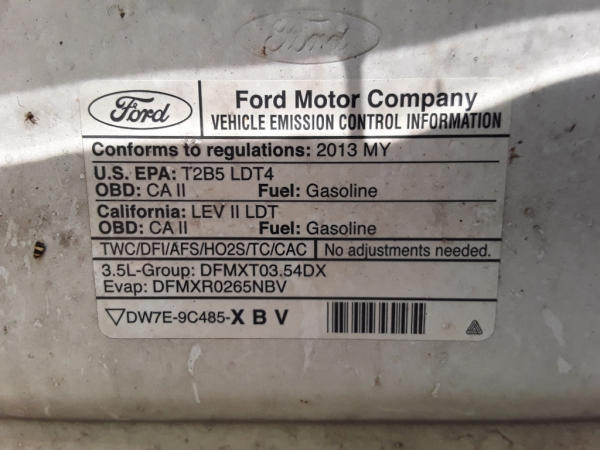 Ford
Ford
Ford Motor Company
VEHICLE EMISSION CONTROL INFORMATION
Conforms to regulations: 2013 MY
U.S. EPA: T2B5 LDT4
OBD: CA II Fuel: Gasoline
California: LEV II LDT
OBD: CA II Fuel: Gasoline
TWC/DFI/AFS/HO2S/TC/CAC No adjustments needed.
3.5L-Group: DFMXT03.54DX
Evap: DFMXR0265NBV
DW7E-9C485-X B V